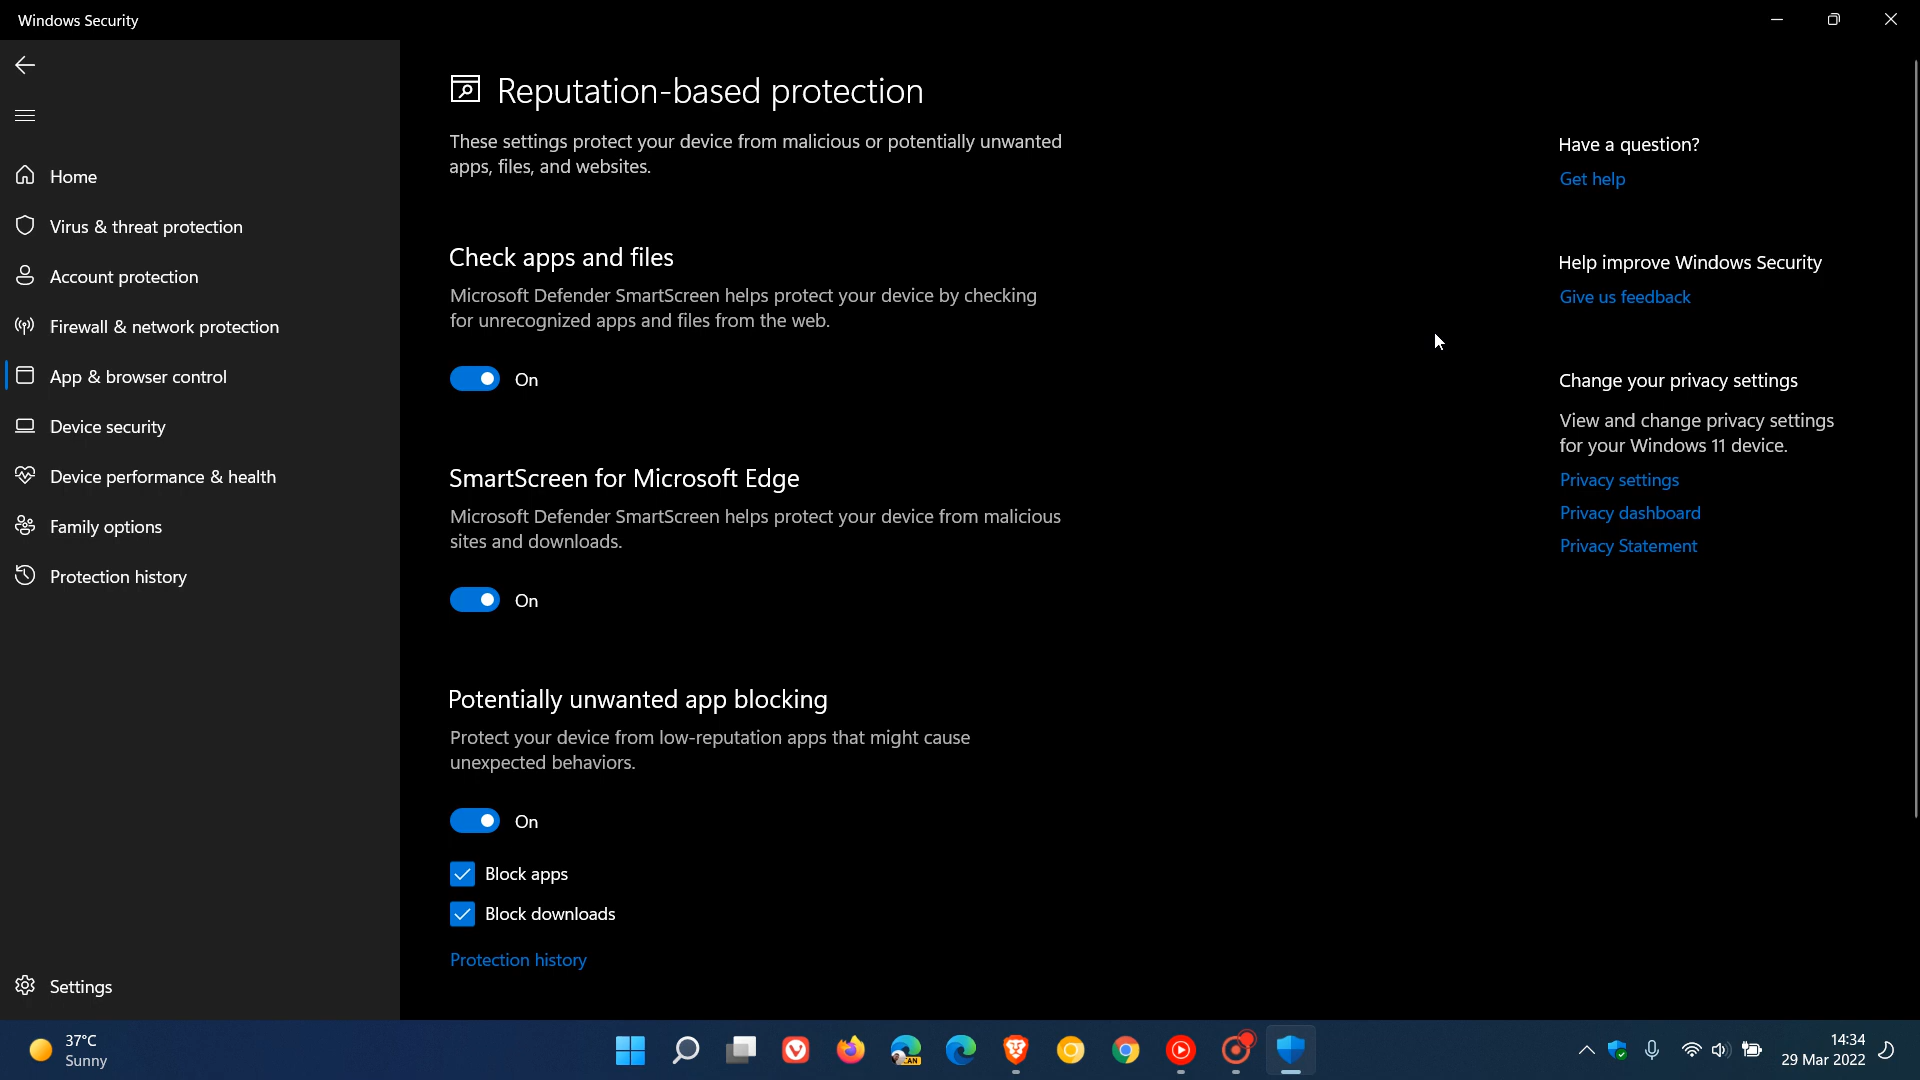 Windows Security
Home
Virus & threat protection
Account protection
Firewall & network protection
App & browser control
Device security
Device performance & health
Family options
Protection history
Settings
Reputation-based protection
These settings protect your device from malicious or potentially unwanted
apps, files, and websites.
Check apps and files
Microsoft Defender SmartScreen helps protect your device by checking
for unrecognized apps and files from the web.
On
SmartScreen for Microsoft Edge
Microsoft Defender SmartScreen helps protect your device from malicious
sites and downloads.
On
Potentially unwanted app blocking
Protect your device from low-reputation apps that might cause
unexpected behaviors.
On
Block apps
Block downloads
Protection history
Have a question?
Get help
Help improve Windows Security
Give us feedback
Change your privacy settings
View and change privacy settings
for your Windows 11 device.
Privacy settings
Privacy dashboard
Privacy Statement
37°C
Sunny
CAN
14:34
29 Mar 2022